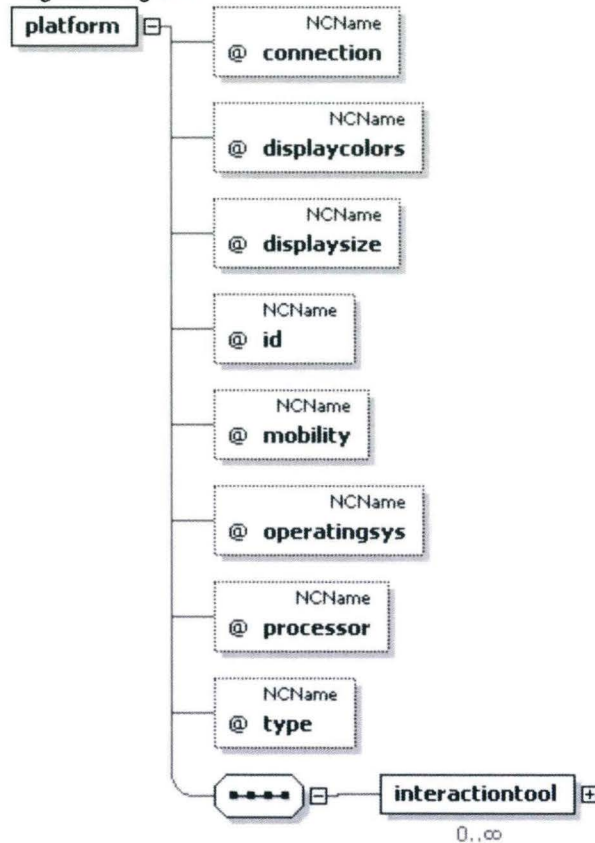 platform
NCName
@ connection
NCName
@ displaycolors
NCName
@ displaysize
NCName
@ id
NCName
@ mobility
NCName
@ operatingsys
NCName
@ processor
NCName
@ type
interactiontool
0..∞